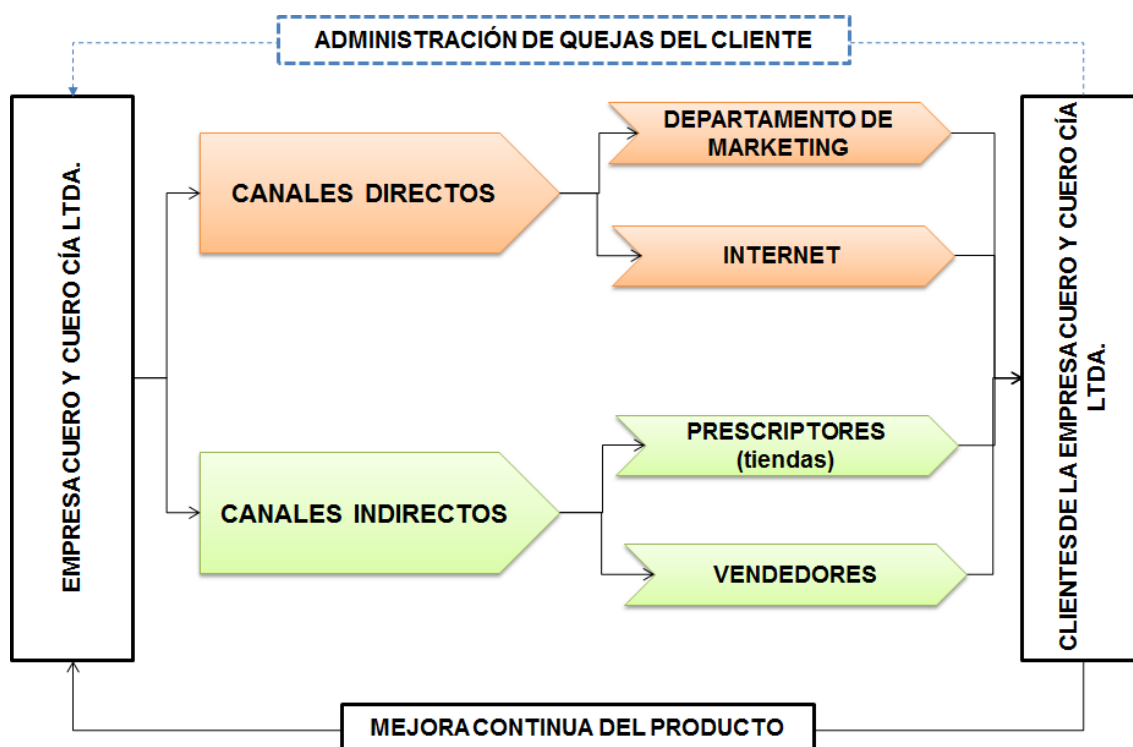 ADMINISTRACIÓN DE QUEJAS DEL CLIENTE
EMPRESA CUERO Y CUERO CÍA LTDA.
CANALES DIRECTOS
DEPARTAMENTO DE
MARKETING
INTERNET
CANALES INDIRECTOS
PRESCRIPTORES
(tiendas)
VENDEDORES
CLIENTES DE LA EMPRESA CUERO Y CUERO CÍA
LTDA.
MEJORA CONTINUA DEL PRODUCTO